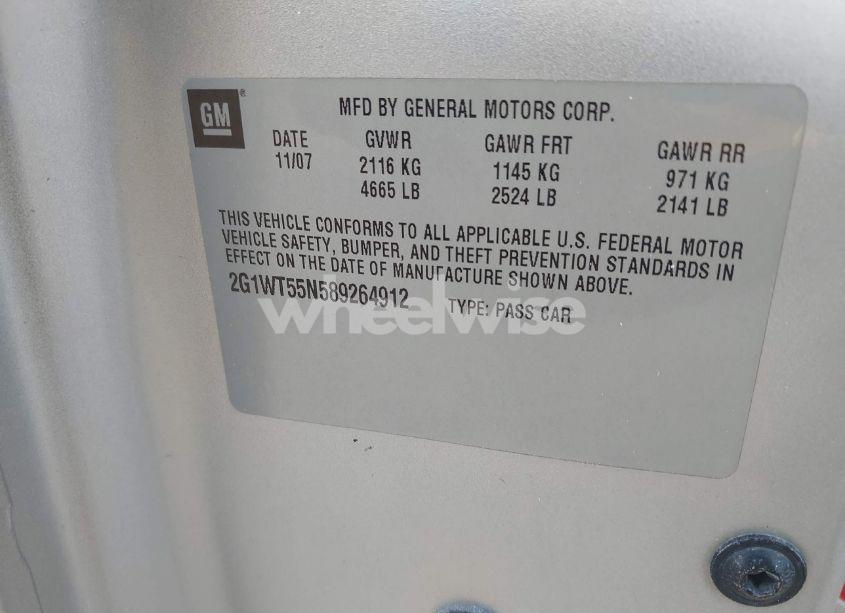 GM®
MFD BY GENERAL MOTORS CORP.
DATE GVWR GAWR FRT GAWR RR
11/07 2116 KG 1145 KG 971 KG
4665 LB 2524 LB 2141 LB
THIS VEHICLE CONFORMS TO ALL APPLICABLE U.S. FEDERAL MOTOR
VEHICLE SAFETY, BUMPER, AND THEFT PREVENTION STANDARDS IN
EFFECT ON THE DATE OF MANUFACTURE SHOWN ABOVE.
2G1WT55N589264912 TYPE: PASS CAR
wheelwise